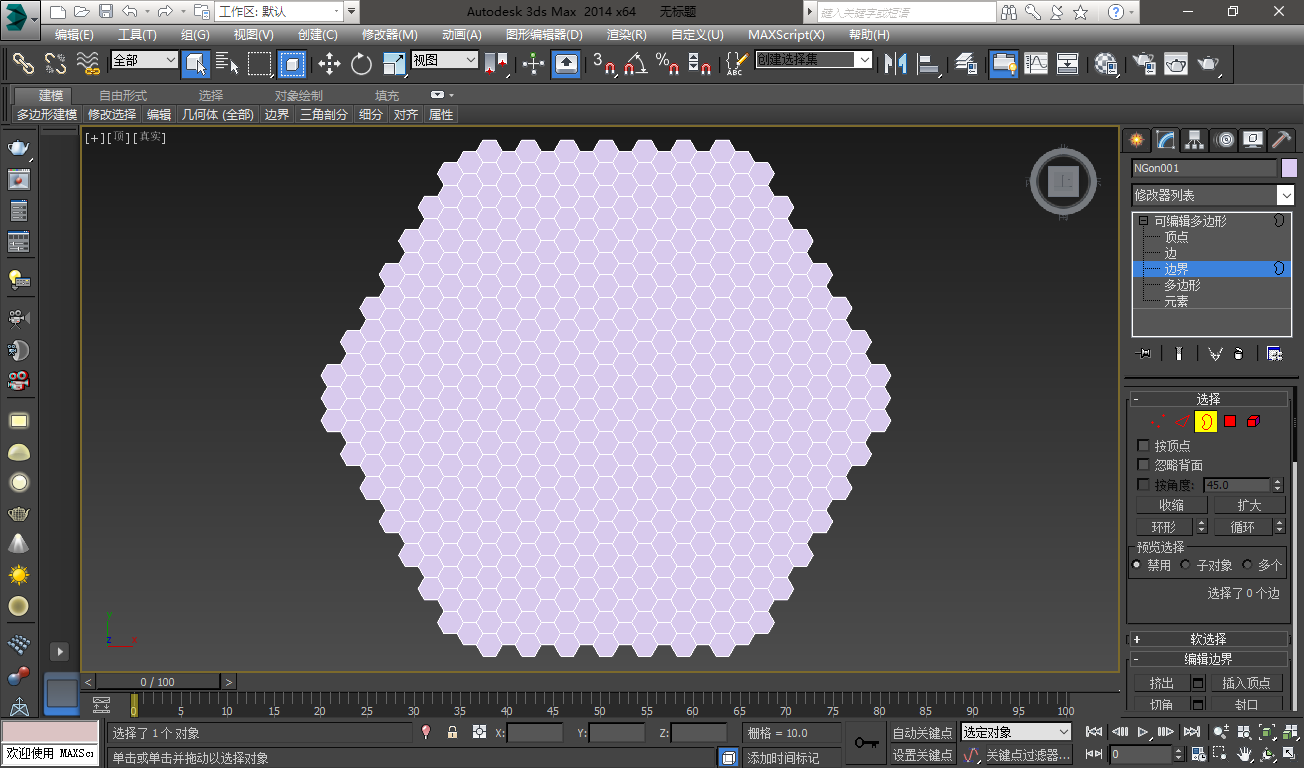 工作区: 默认
Autodesk 3ds Max 2014 x64 无标题
键入关键字或短语
编辑(E) 工具(T) 组(G) 视图(V) 创建(C) 修改器(M) 动画(A) 图形编辑器(D) 渲染(R) 自定义(U) MAXScript(X) 帮助(H)
全部
视图
3
%
ABC
创建选择集
建模 自由形式 选择 对象绘制 填充
多边形建模 修改选择 编辑 几何体 (全部) 边界 三角剖分 细分 对齐 属性
[+][顶][真实]
上
NGon001
修改器列表
可编辑多边形
顶点
边
边界
多边形
元素
- 选择
按顶点
忽略背面
按角度: 45.0
收缩 扩大
环形 循环
预览选择
禁用 子对象 多个
选择了 0 个边
+ 软选择
- 编辑边界
挤出 插入顶点
切角 封口
y
z
x
< 0 / 100 >
0 5 10 15 20 25 30 35 40 45 50 55 60 65 70 75 80 85 90 95 100
选择了 1 个 对象 X: Y: Z: 栅格 = 10.0 自动关键点 选定对象
欢迎使用 MAXSc 单击或单击并拖动以选择对象 添加时间标记 设置关键点 关键点过滤器... 0